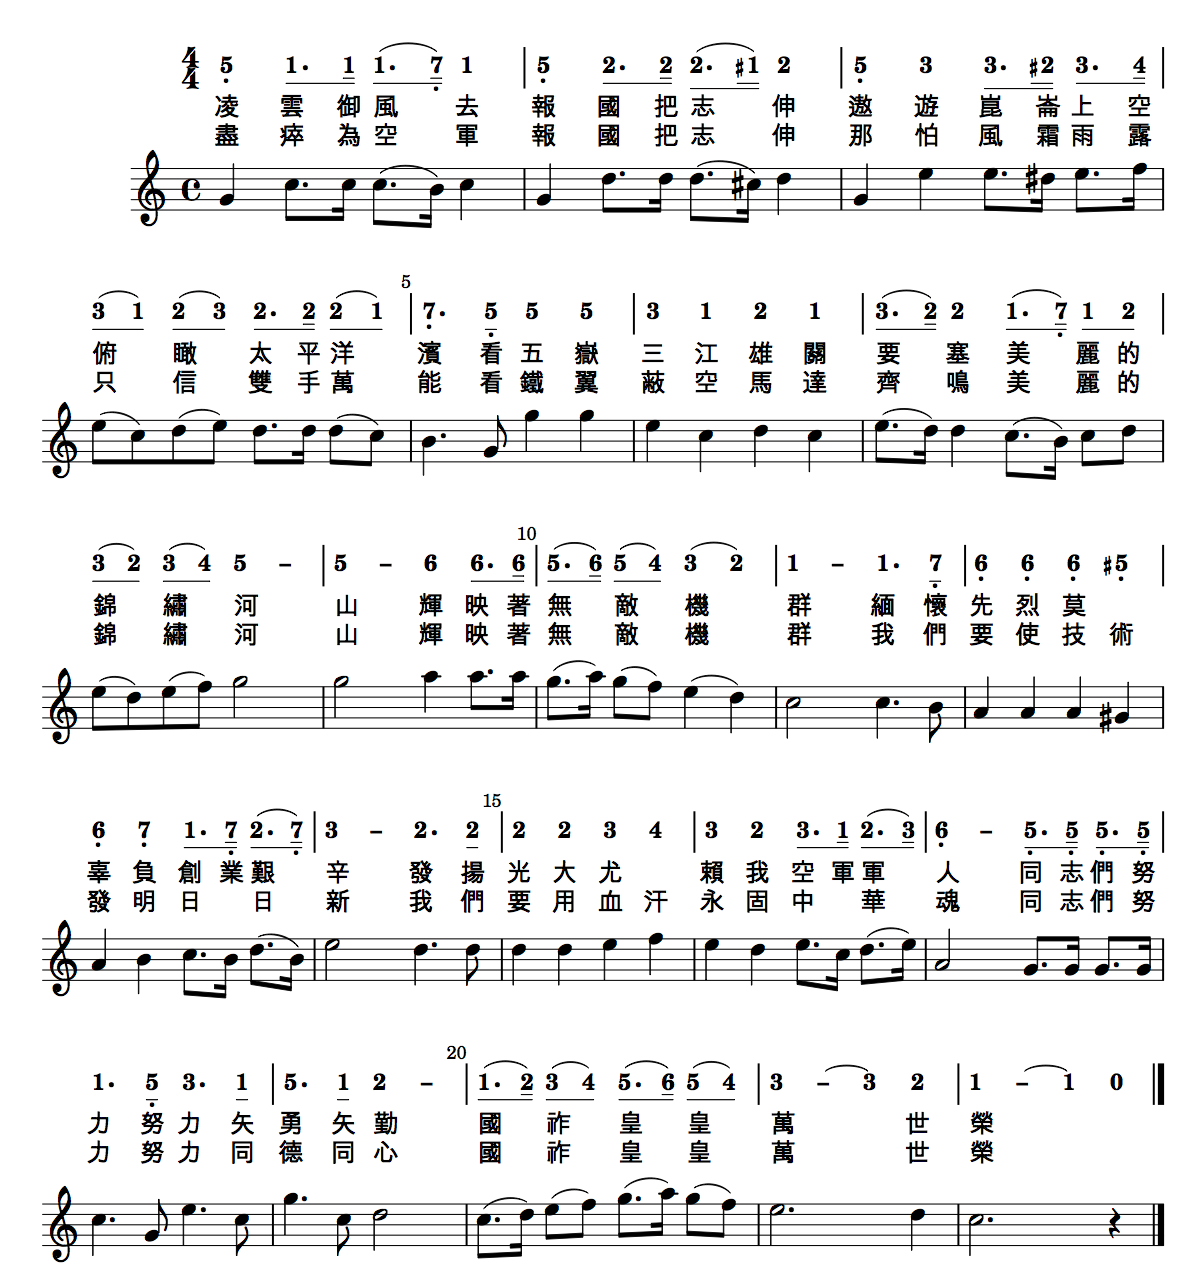 4/4 5 1. 1 1. 7 1 | 5 2. 2 2. #1 2 | 5 3 3. #2 3. 4 |
凌 雲 御 風 去 報 國 把 志 伸 遨 遊 崑 崙 上 空
盡 瘁 為 空 軍 報 國 把 志 伸 那 怕 風 霜 雨 露
5
3 1 2 3 2. 2 2 1 | 7. 5 5 5 | 3 1 2 1 | 3. 2 2 1. 7 1 2 |
俯 瞰 太 平 洋 濱 看 五 嶽 三 江 雄 關 要 塞 美 麗 的
只 信 雙 手 萬 能 看 鐵 翼 蔽 空 馬 達 齊 鳴 美 麗 的
10
3 2 3 4 5 – | 5 – 6 6. 6 | 5. 6 5 4 3 2 | 1 – 1. 7 | 6 6 6 #5 |
錦 繡 河 山 輝 映 著 無 敵 機 群 緬 懷 先 烈 莫
錦 繡 河 山 輝 映 著 無 敵 機 群 我 們 要 使 技 術
15
6 7 1. 7 2. 7 | 3 – 2. 2 | 2 2 3 4 | 3 2 3. 1 2. 3 | 6 – 5. 5 5. 5 |
辜 負 創 業 艱 辛 發 揚 光 大 尤 賴 我 空 軍 軍 人 同 志 們 努
發 明 日 日 新 我 們 要 用 血 汗 永 固 中 華 魂 同 志 們 努
20
1. 5 3. 1 | 5. 1 2 – | 1. 2 3 4 5. 6 5 4 | 3 – 3 2 | 1 – 1 0
力 努 力 矢 勇 矢 勤 國 祚 皇 皇 萬 世 榮
力 努 力 同 德 同 心 國 祚 皇 皇 萬 世 榮